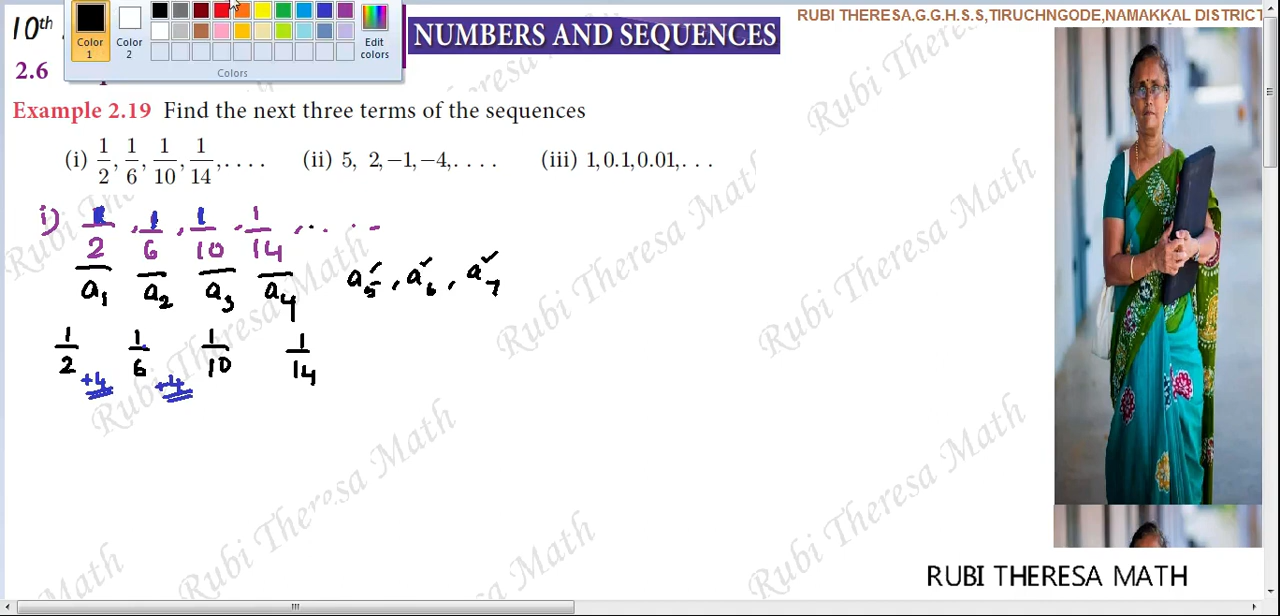 10th
NUMBERS AND SEQUENCES
RUBI THERESA,G.G.H.S.S,TIRUCHNGODE,NAMAKKAL DISTRICT
Color 1
Color 2
Edit colors
Colors
2.6
Example 2.19 Find the next three terms of the sequences
(i) 1/2, 1/6, 1/10, 1/14, . . . . (ii) 5, 2, −1, −4, . . . . (iii) 1, 0.1, 0.01, . . .
i) 1/2, 1/6, 1/10, 1/14, . . . . .
a1 a2 a3 a4 a5, a6, a7
1/2 1/6 1/10 1/14
+4 +4
Rubi Theresa Math
RUBI THERESA MATH